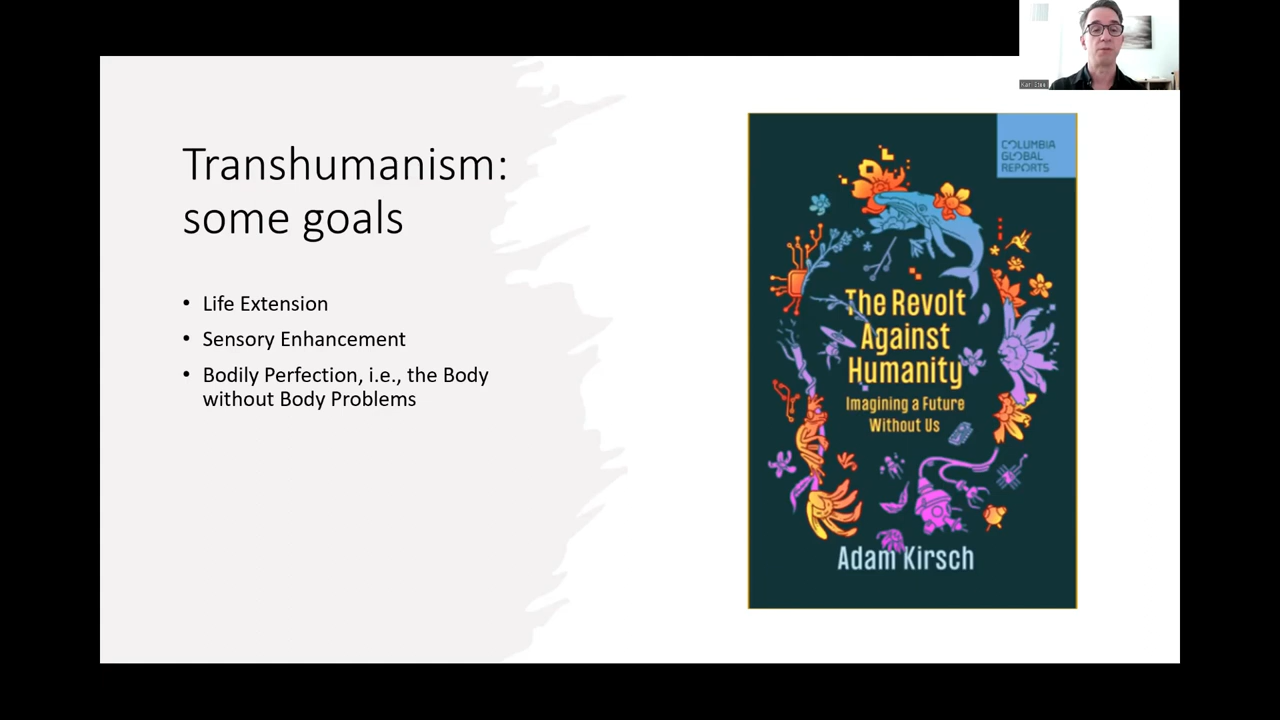 Transhumanism:
some goals
• Life Extension
• Sensory Enhancement
• Bodily Perfection, i.e., the Body
without Body Problems
COLUMBIA
GLOBAL
REPORTS
The Revolt
Against
Humanity
Imagining a Future
Without Us
Adam Kirsch